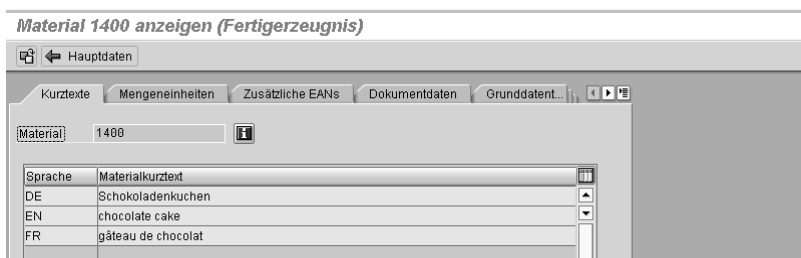 Material 1400 anzeigen (Fertigerzeugnis)
Hauptdaten
Kurztexte Mengeneinheiten Zusätzliche EANs Dokumentdaten Grunddatent...
Material 1400
Sprache Materialkurztext
DE Schokoladenkuchen
EN chocolate cake
FR gâteau de chocolat